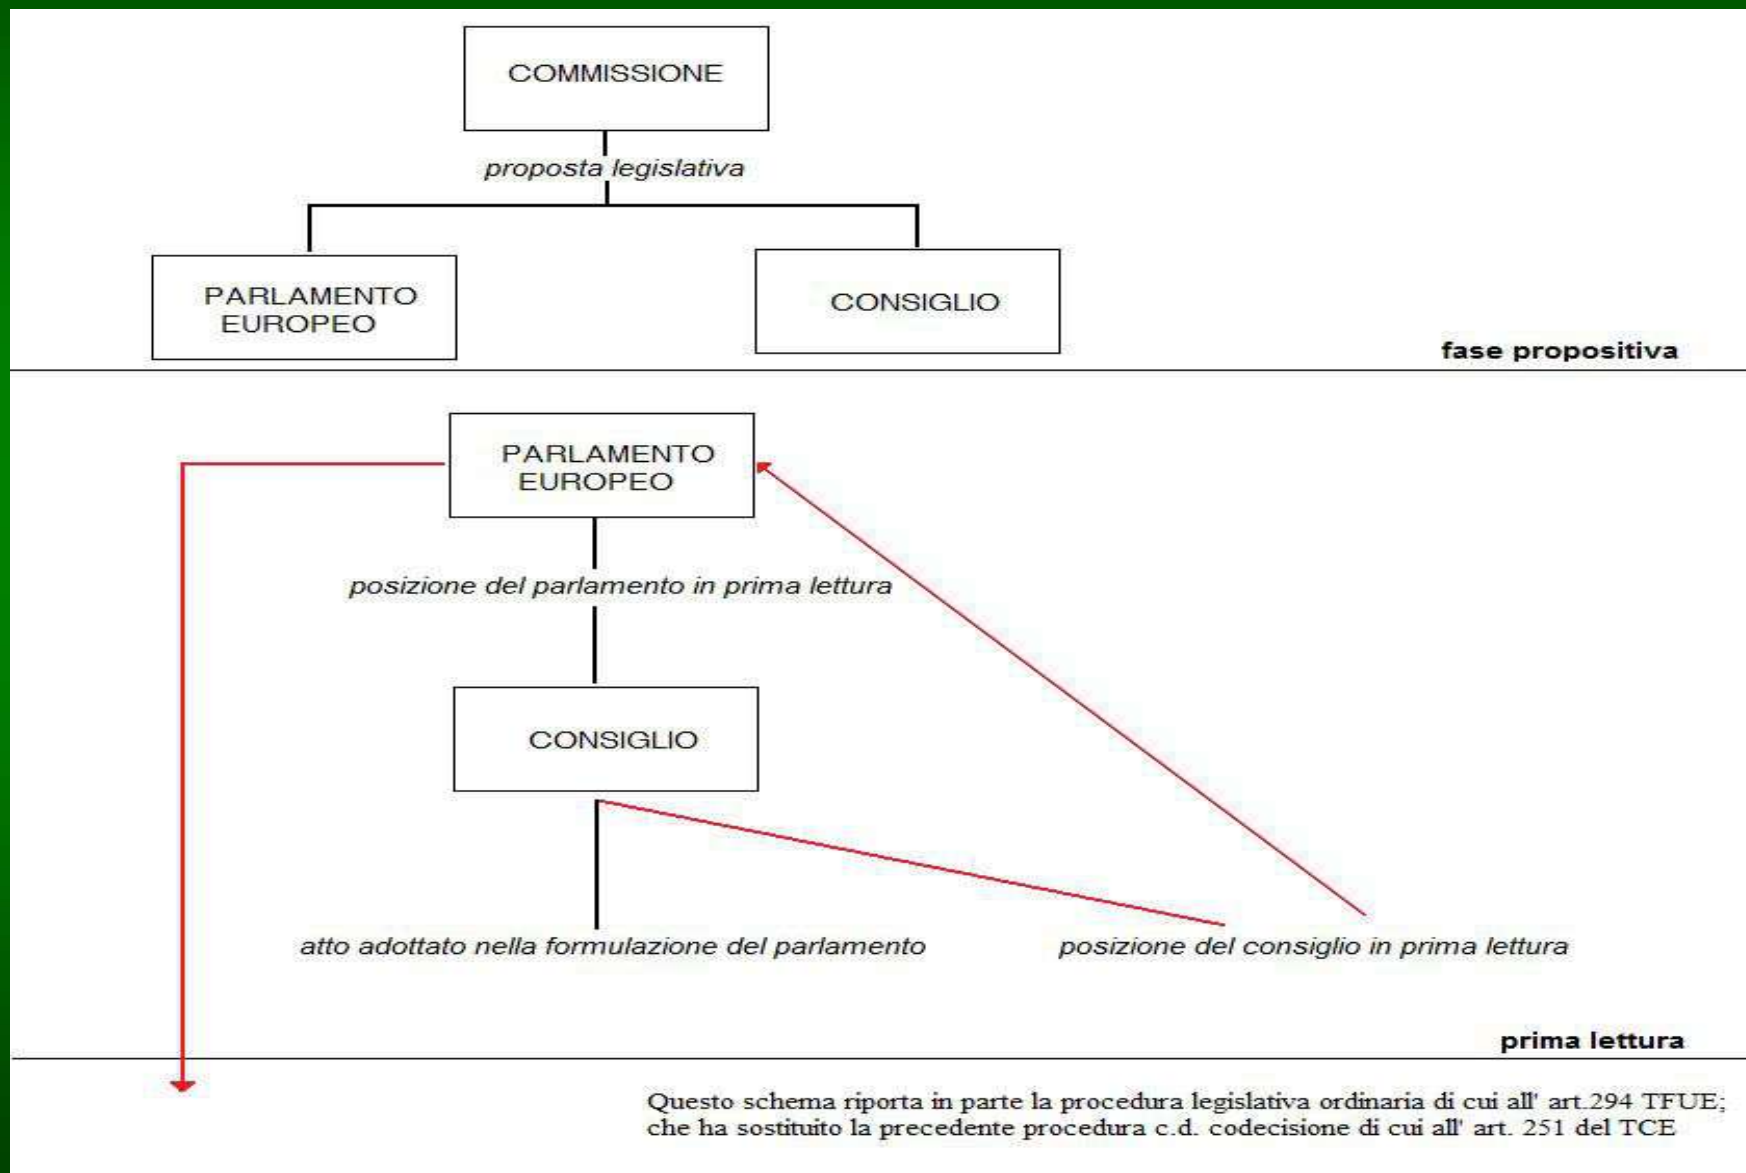 COMMISSIONE
proposta legislativa
PARLAMENTO
EUROPEO
CONSIGLIO
fase propositiva
PARLAMENTO
EUROPEO
posizione del parlamento in prima lettura
CONSIGLIO
atto adottato nella formulazione del parlamento
posizione del consiglio in prima lettura
prima lettura
Questo schema riporta in parte la procedura legislativa ordinaria di cui all' art.294 TFUE;
che ha sostituito la precedente procedura c.d. codecisione di cui all' art. 251 del TCE